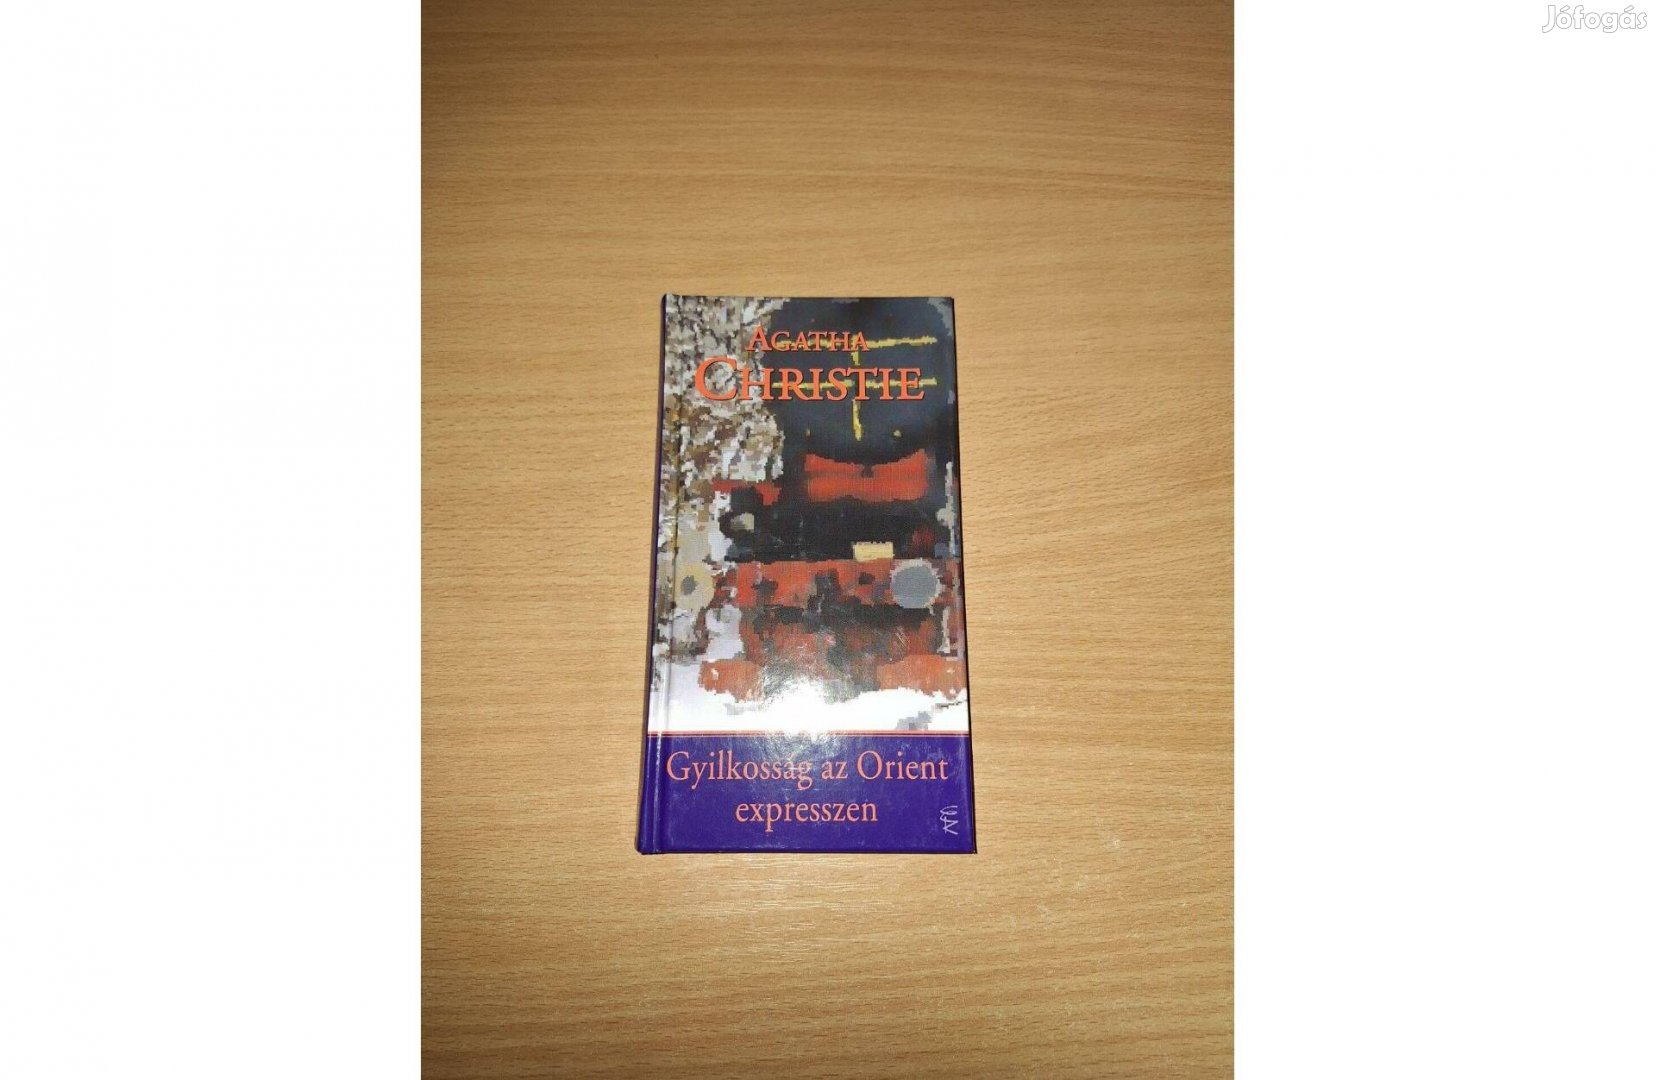 Jófogás
AGATHA
CHRISTIE
Gyilkosság az Orient
expresszen